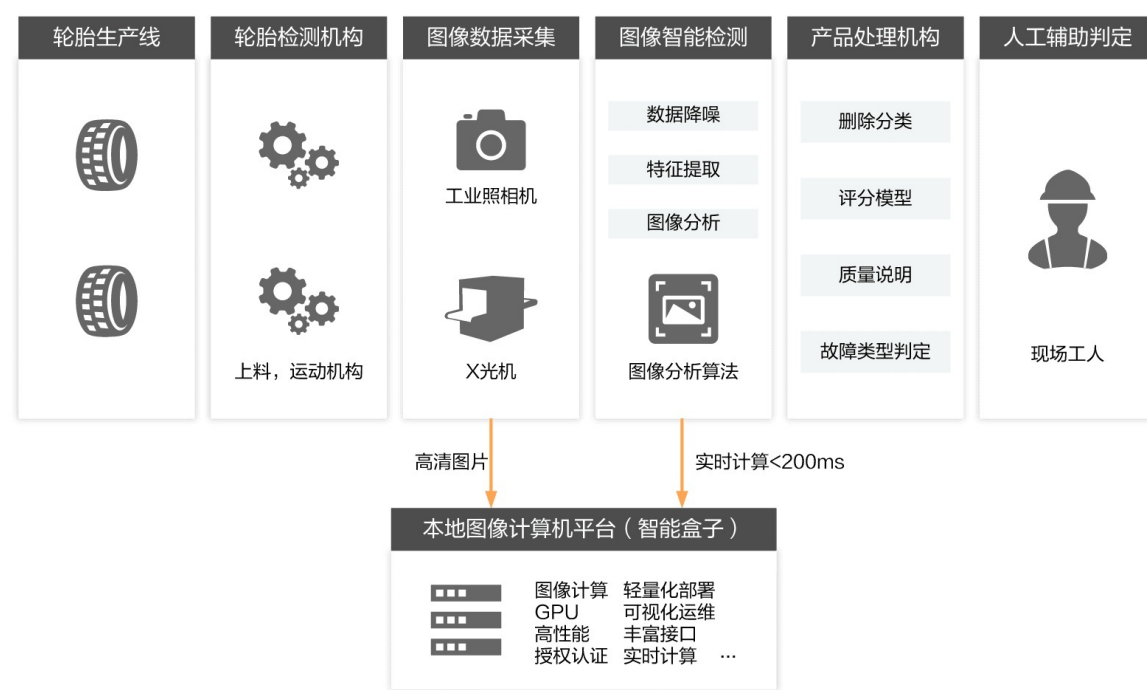 轮胎生产线
轮胎检测机构
上料，运动机构
图像数据采集
工业照相机
X光机
图像智能检测
数据降噪
特征提取
图像分析
图像分析算法
产品处理机构
删除分类
评分模型
质量说明
故障类型判定
人工辅助判定
现场工人
高清图片
实时计算<200ms
本地图像计算机平台（智能盒子）
图像计算 轻量化部署
GPU 可视化运维
高性能 丰富接口
授权认证 实时计算 …